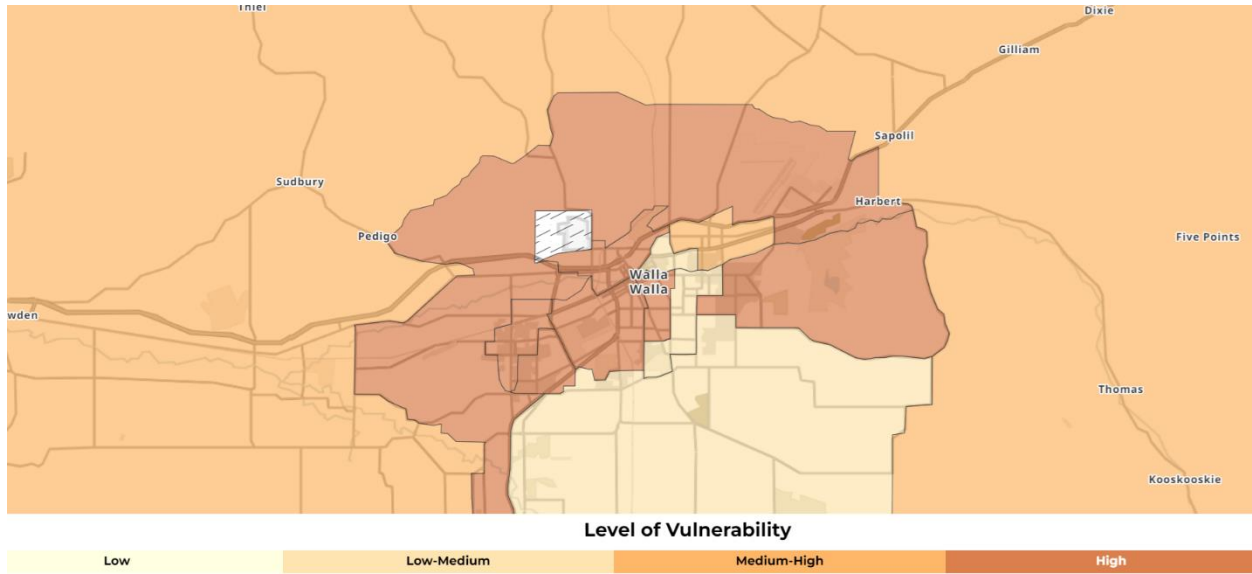 Dixie
Gilliam
Sapolil
Sudbury
Harbert
Pedigo
Five Points
Walla
Walla
wden
Thomas
Kooskooskie
Level of Vulnerability
Low Low-Medium Medium-High High